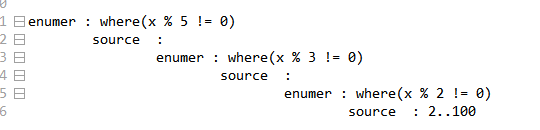 0
1 enumer : where(x % 5 != 0)
2 source :
3 enumer : where(x % 3 != 0)
4 source :
5 enumer : where(x % 2 != 0)
6 source : 2..100